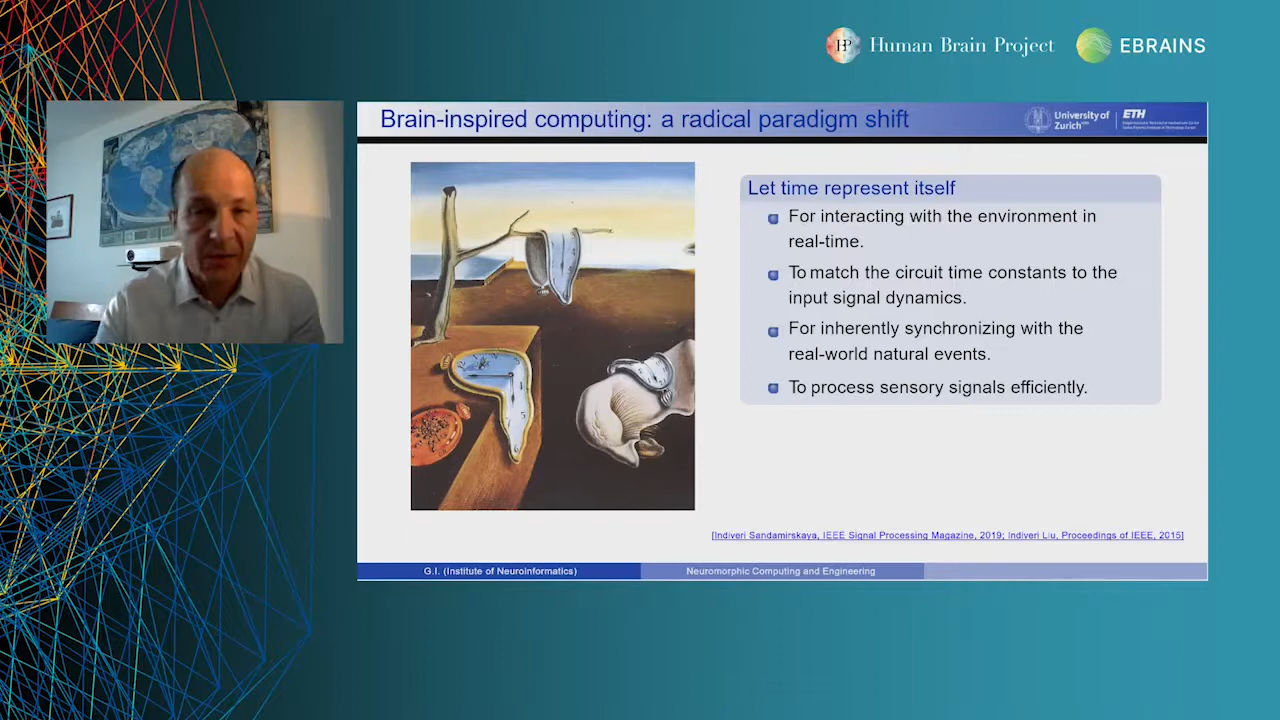 HP
Human Brain Project
EBRAINS
Brain-inspired computing: a radical paradigm shift
University of
Zurich
ETH
Let time represent itself
For interacting with the environment in
real-time.
To match the circuit time constants to the
input signal dynamics.
For inherently synchronizing with the
real-world natural events.
To process sensory signals efficiently.
[Indiveri Sandamirskaya, IEEE Signal Processing Magazine, 2019; Indiveri Liu, Proceedings of IEEE, 2015]
G.I. (Institute of Neuroinformatics)
Neuromorphic Computing and Engineering